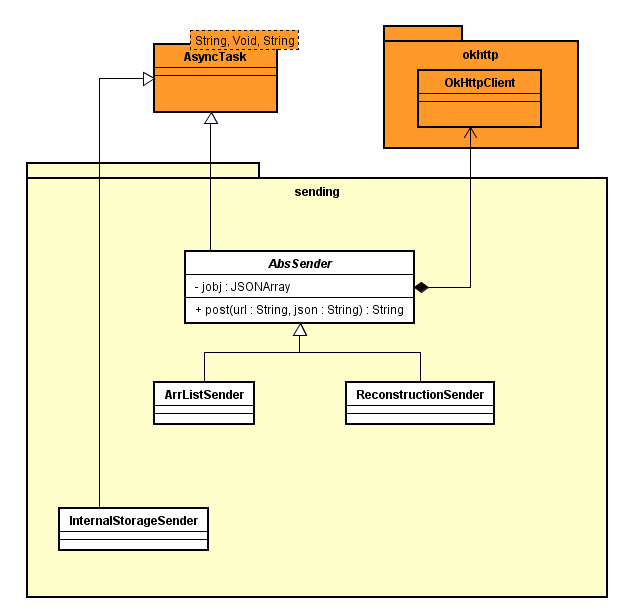 String, Void, String
AsyncTask
okhttp
OkHttpClient
sending
AbsSender
- jobj : JSONArray
+ post(url : String, json : String) : String
ArrListSender
ReconstructionSender
InternalStorageSender